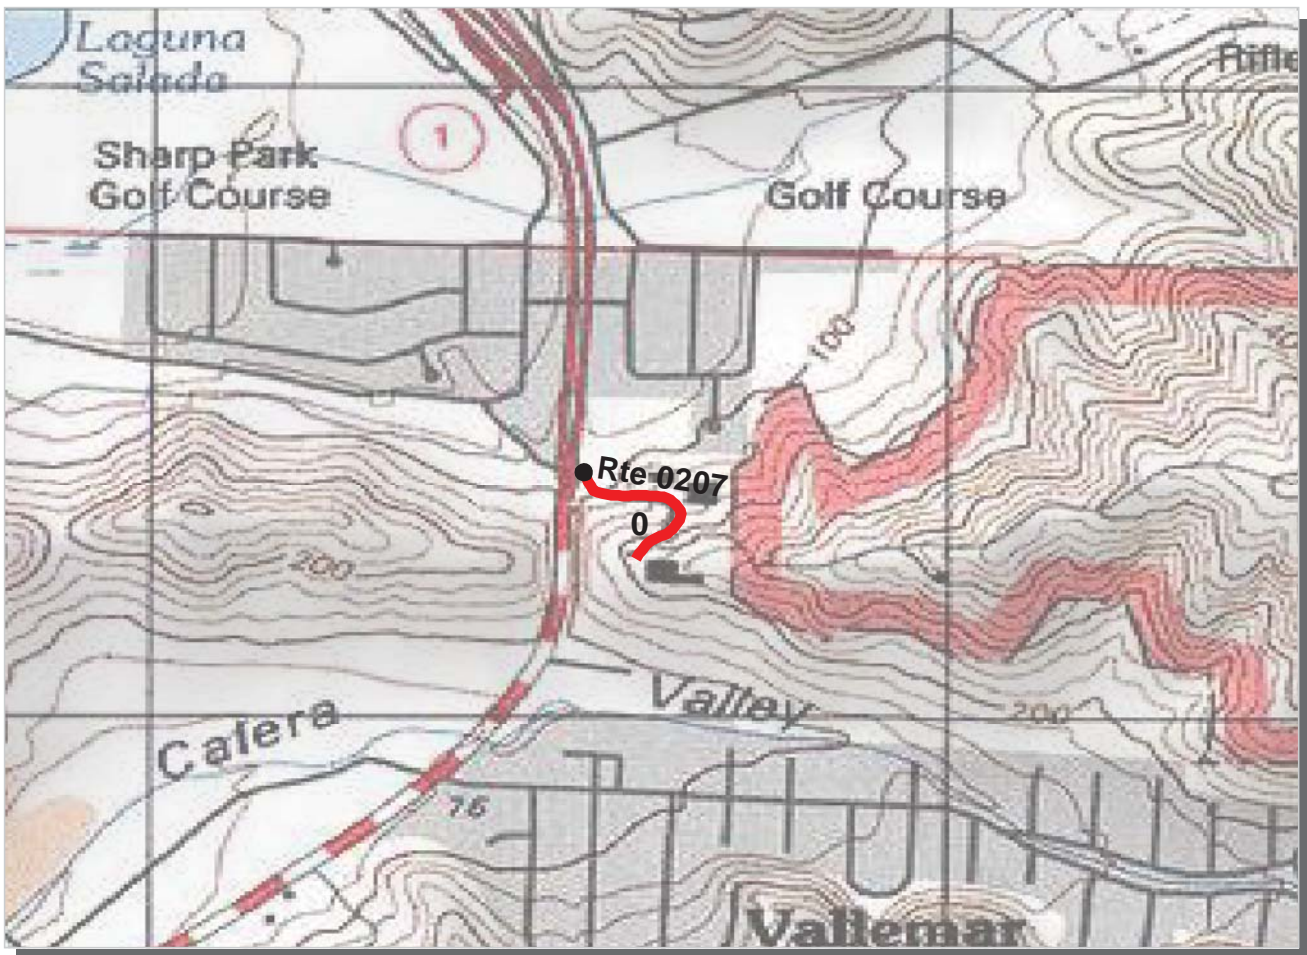 Laguna
Salada
Rifle
1
Sharp Park
Golf Course
Golf Course
100
Rte 0207
0
200
Valley
200
Calera
76
Vallemar